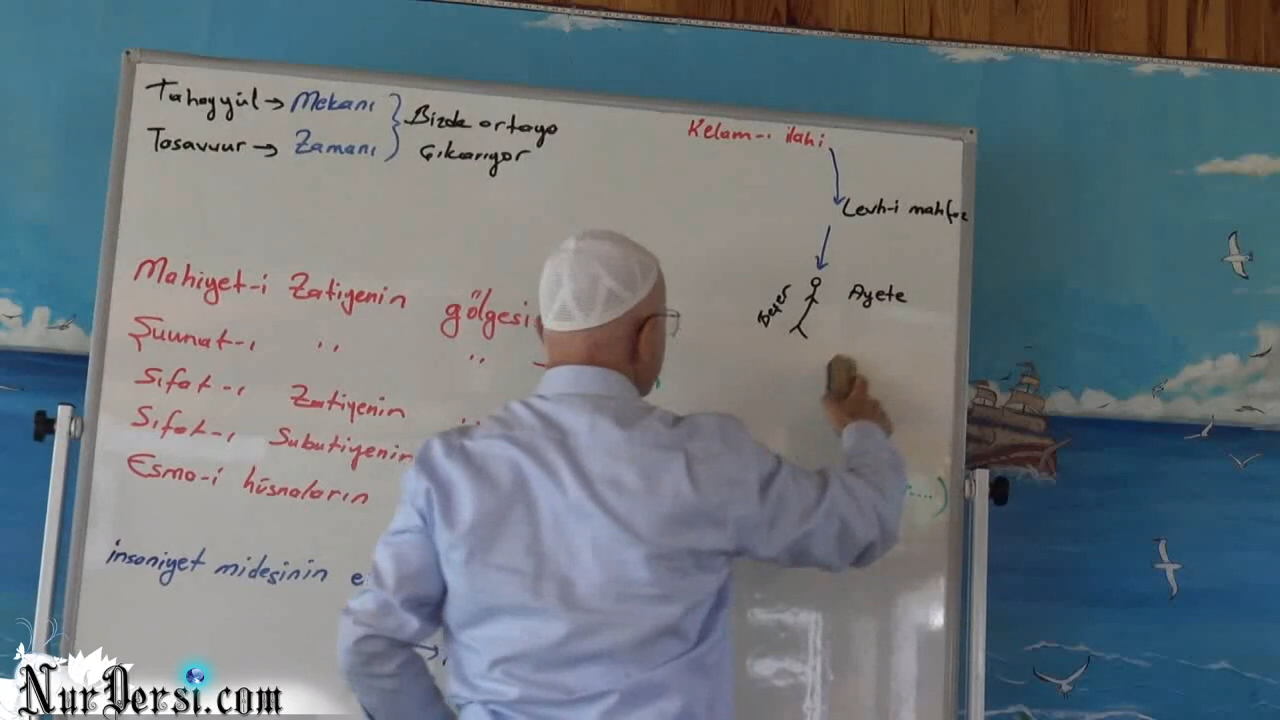 Tahayyül → Mekanı } Bizde ortaya
Tasavvur → Zamanı } Çıkarıyor
Kelam-ı ilahi
Levh-i mahfuz
Beşer
Ayete
Mahiyet-i Zatiyenin gölgesi
Şuunat-ı '' ''
Sıfat-ı Zatiyenin ''
Sıfat-ı Subutiyenin
Esma-i hüsnaların
insaniyet midesinin
....)
NurDersi.com